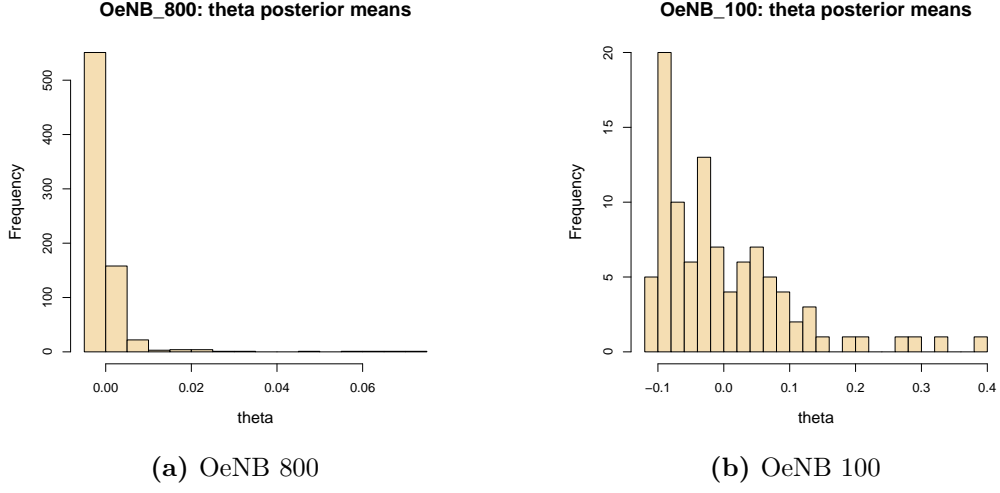 OeNB_800: theta posterior means
Frequency
500
400
300
200
100
0
0.00 0.02 0.04 0.06
theta
(a) OeNB 800
OeNB_100: theta posterior means
Frequency
20
15
10
5
0
−0.1 0.0 0.1 0.2 0.3 0.4
theta
(b) OeNB 100